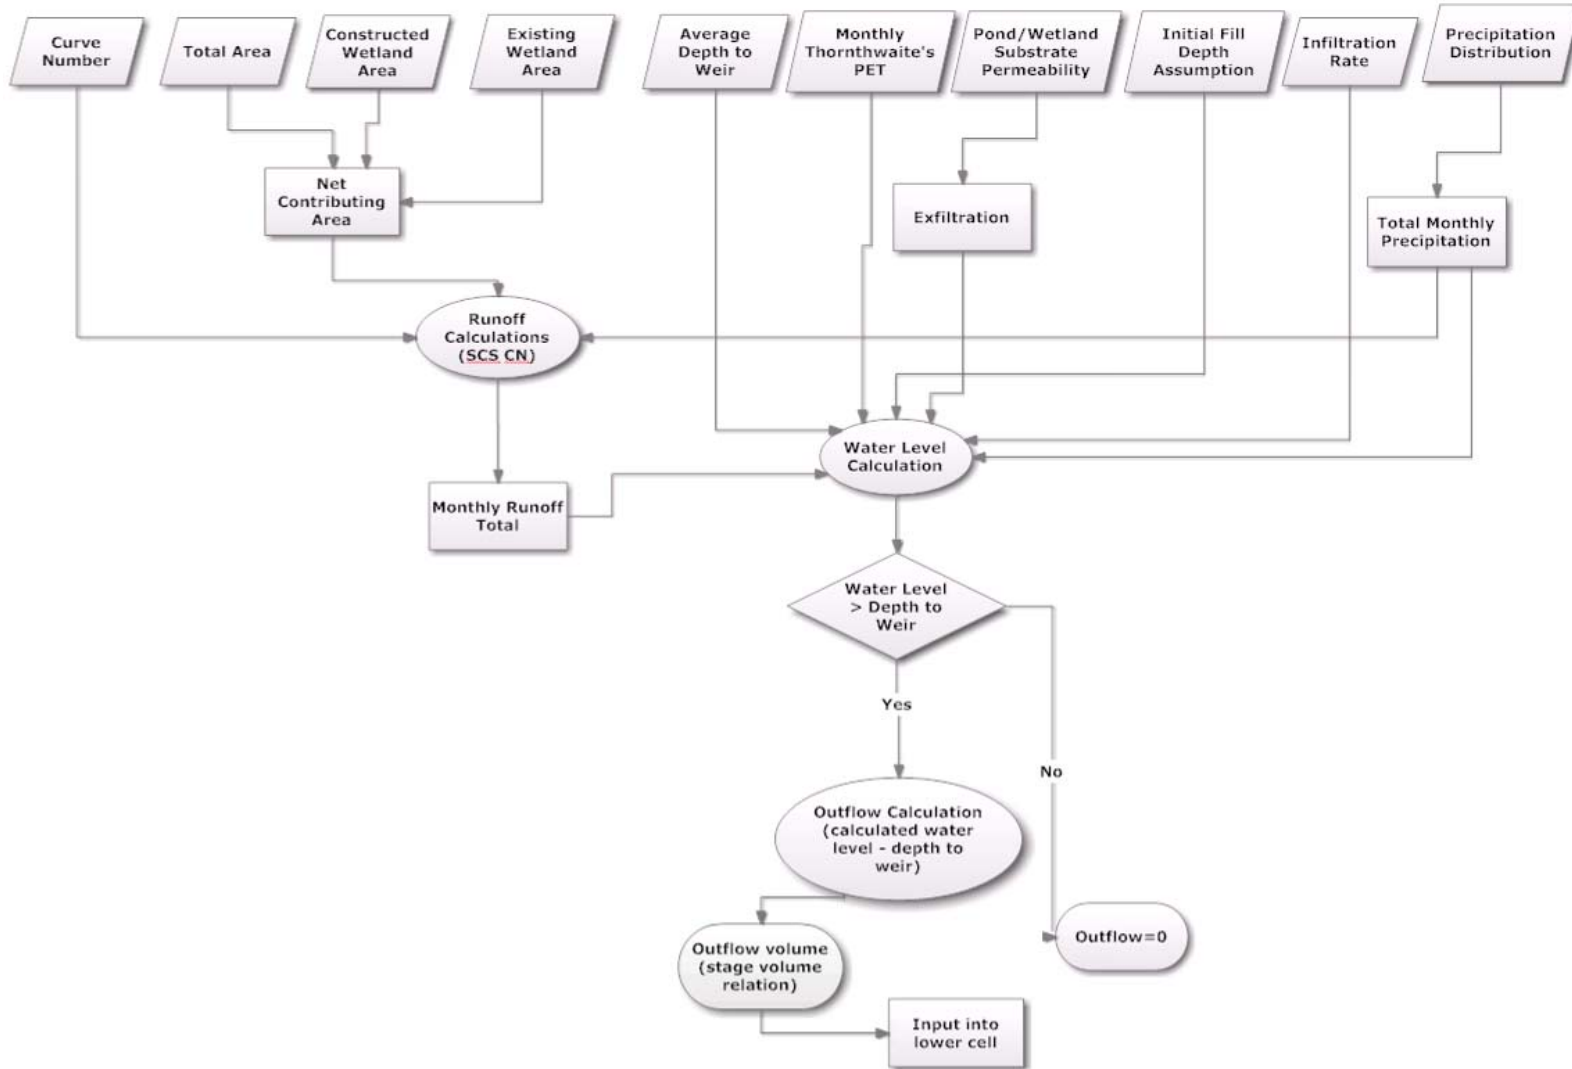 Curve
Number
Total Area
Constructed
Wetland
Area
Existing
Wetland
Area
Average
Depth to
Weir
Monthly
Thornthwaite's
PET
Pond/Wetland
Substrate
Permeability
Initial Fill
Depth
Assumption
Infiltration
Rate
Precipitation
Distribution
Net
Contributing
Area
Exfiltration
Total Monthly
Precipitation
Runoff
Calculations
(SCS CN)
Water Level
Calculation
Monthly Runoff
Total
Water Level
> Depth to
Weir
Yes
No
Outflow Calculation
(calculated water
level - depth to
weir)
Outflow volume
(stage volume
relation)
Outflow=0
Input into
lower cell